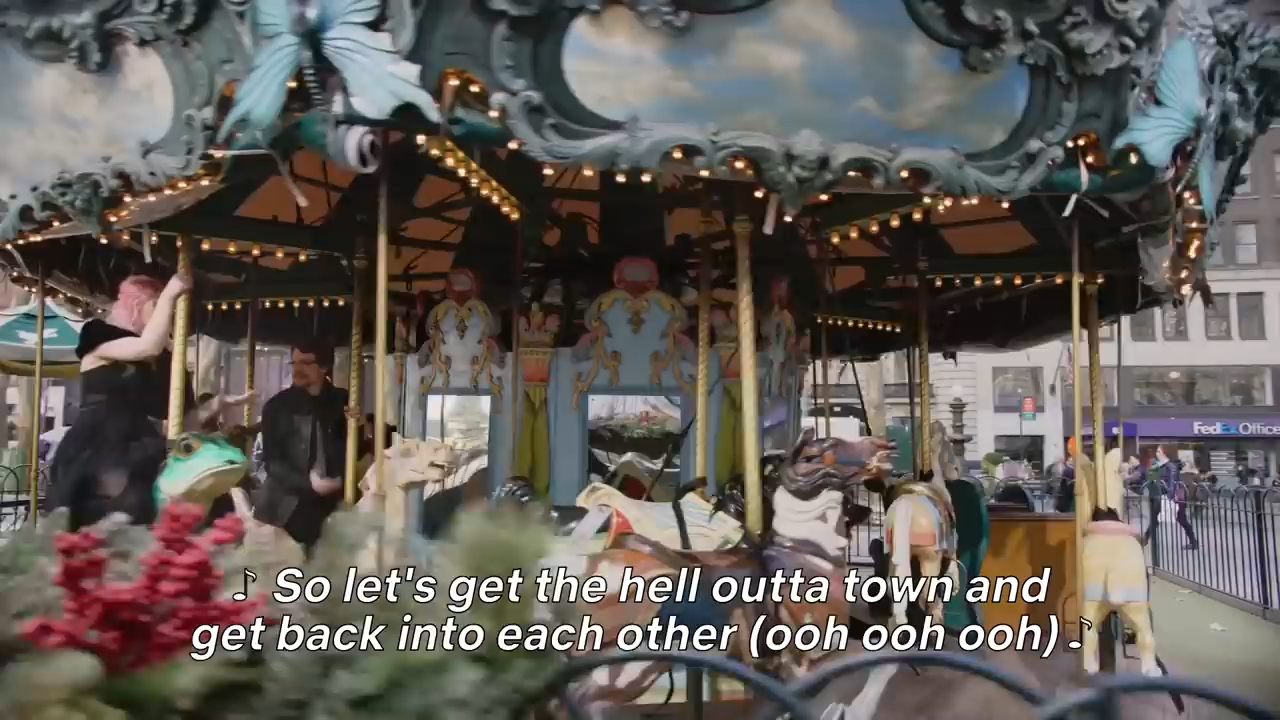 FedEx Office
♪ So let's get the hell outta town and
get back into each other (ooh ooh ooh) ♪